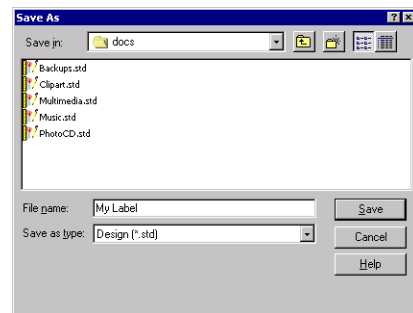 Save As
Save in: docs
Backups.std
Clipart.std
Multimedia.std
Music.std
PhotoCD.std
File name: My Label Save
Save as type: Design (*.std) Cancel
Help